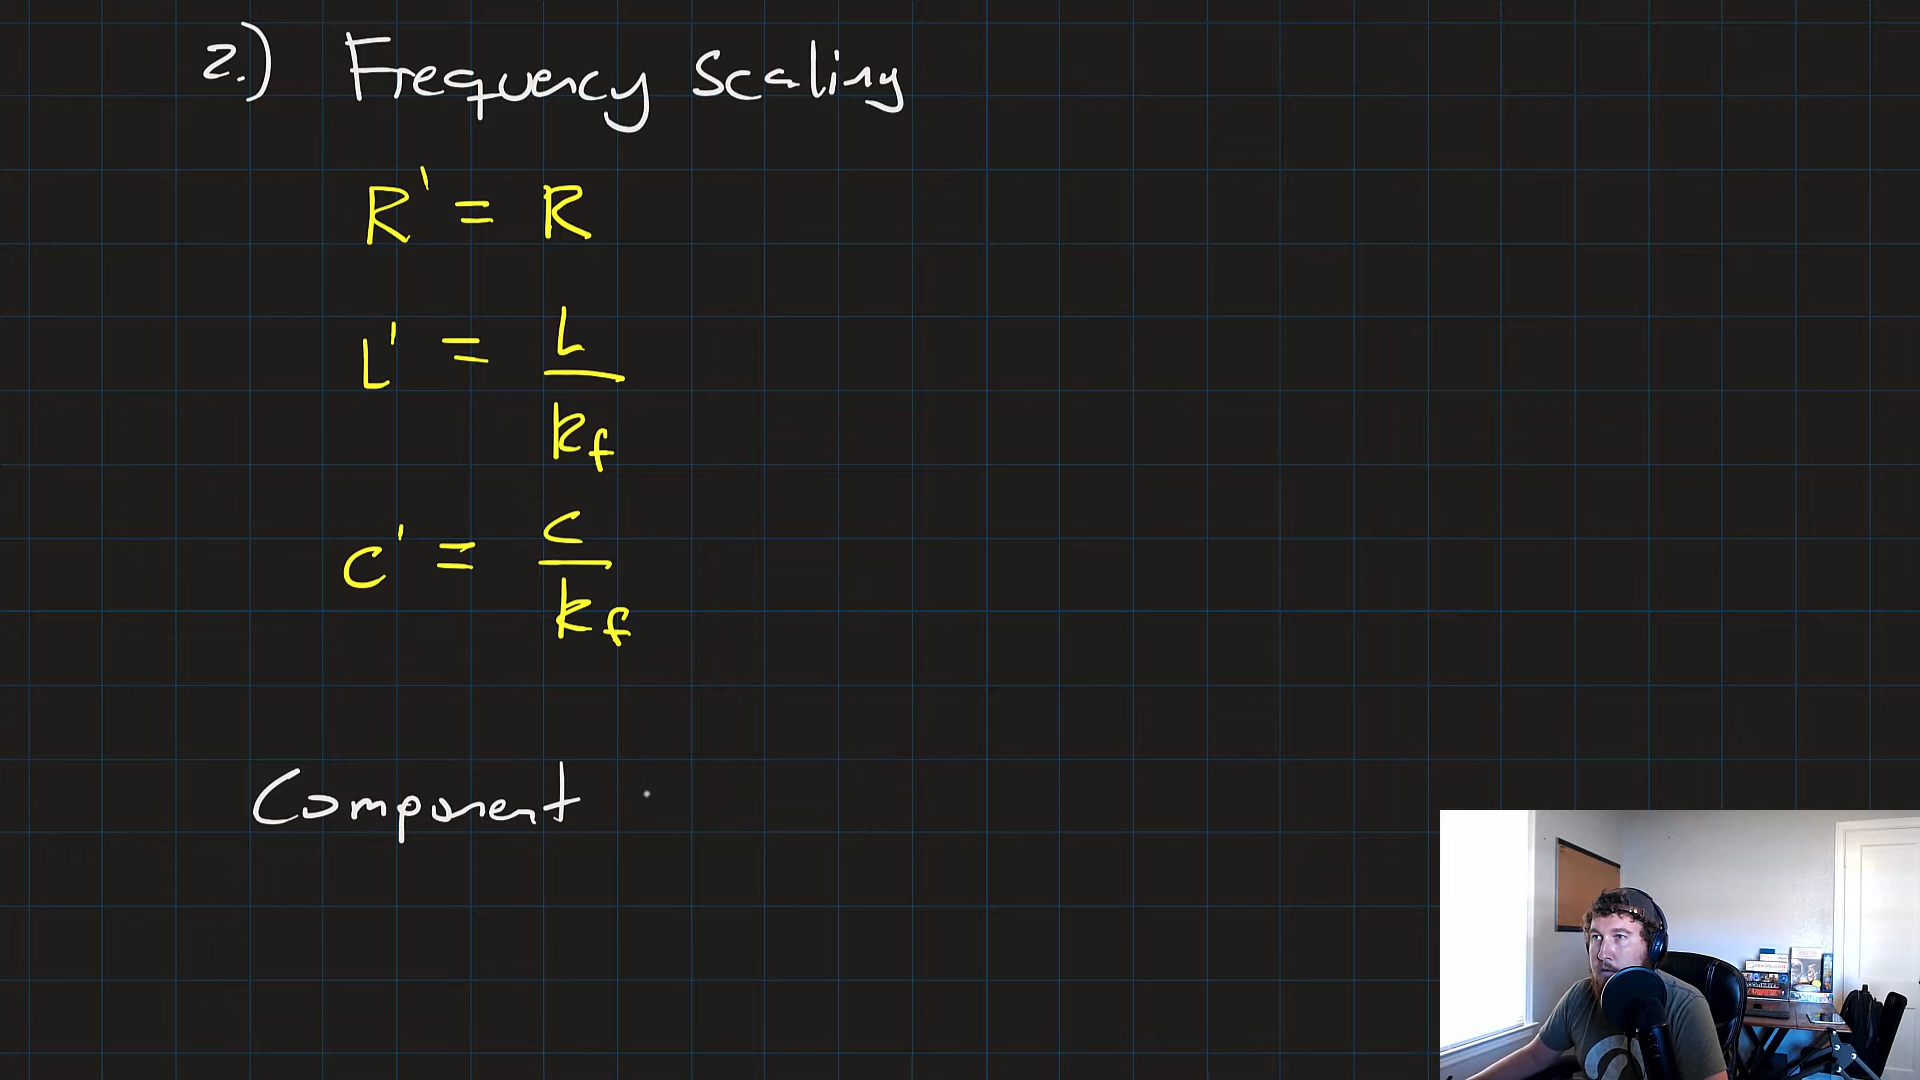 2.) Frequency Scaling
R' = R
L' = L / kf
C' = C / kf
Component